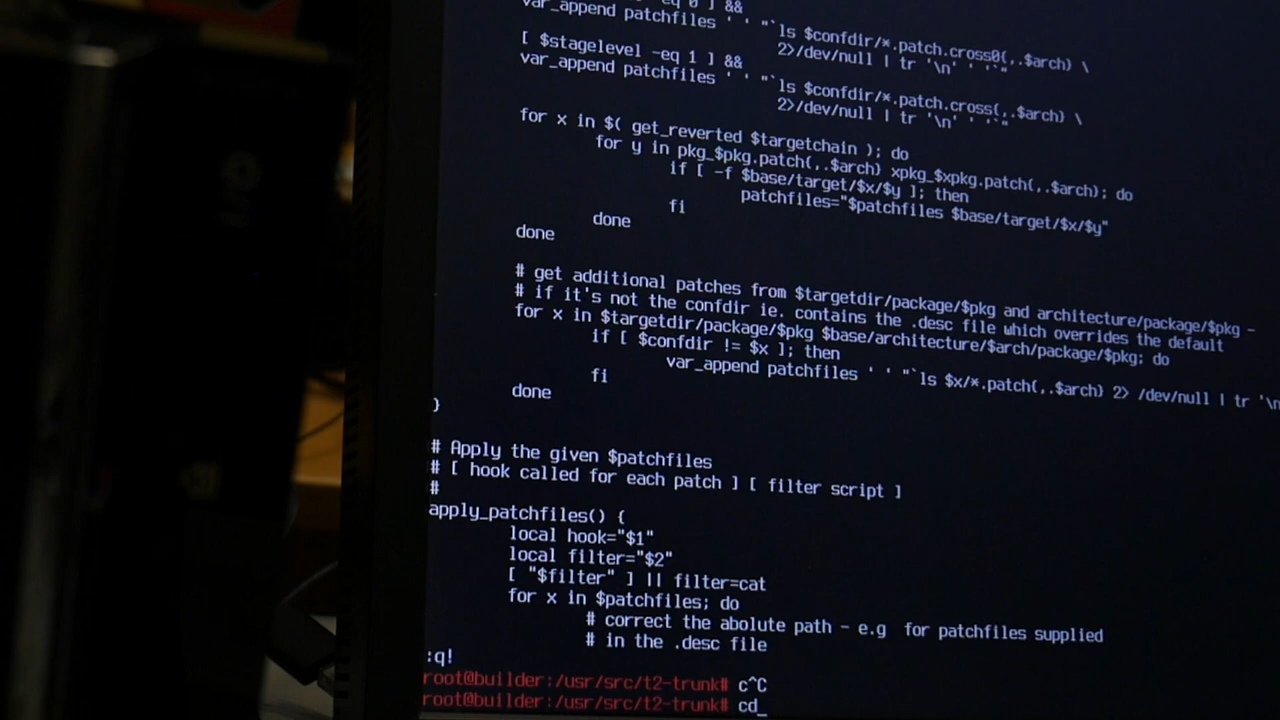 eq 0 ] &&
var_append patchfiles ' ' "`ls $confdir/*.patch.cross0{,.$arch} \
2>/dev/null | tr '\n' ' '`"
[ $stagelevel -eq 1 ] &&
var_append patchfiles ' ' "`ls $confdir/*.patch.cross{,.$arch} \
2>/dev/null | tr '\n' ' '`"
for x in $( get_reverted $targetchain ); do
for y in pkg_$pkg.patch{,.$arch} xpkg_$xpkg.patch{,.$arch}; do
if [ -f $base/target/$x/$y ]; then
patchfiles="$patchfiles $base/target/$x/$y"
fi
done
done
# get additional patches from $targetdir/package/$pkg and architecture/package/$pkg -
# if it's not the confdir ie. contains the .desc file which overrides the default
for x in $targetdir/package/$pkg $base/architecture/$arch/package/$pkg; do
if [ $confdir != $x ]; then
var_append patchfiles ' ' "`ls $x/*.patch{,.$arch} 2> /dev/null | tr '\n
fi
done
}
# Apply the given $patchfiles
# [ hook called for each patch ] [ filter script ]
#
apply_patchfiles() {
local hook="$1"
local filter="$2"
[ "$filter" ] || filter=cat
for x in $patchfiles; do
# correct the abolute path - e.g  for patchfiles supplied
# in the .desc file
:q!
root@builder:/usr/src/t2-trunk# c^C
root@builder:/usr/src/t2-trunk# cd_